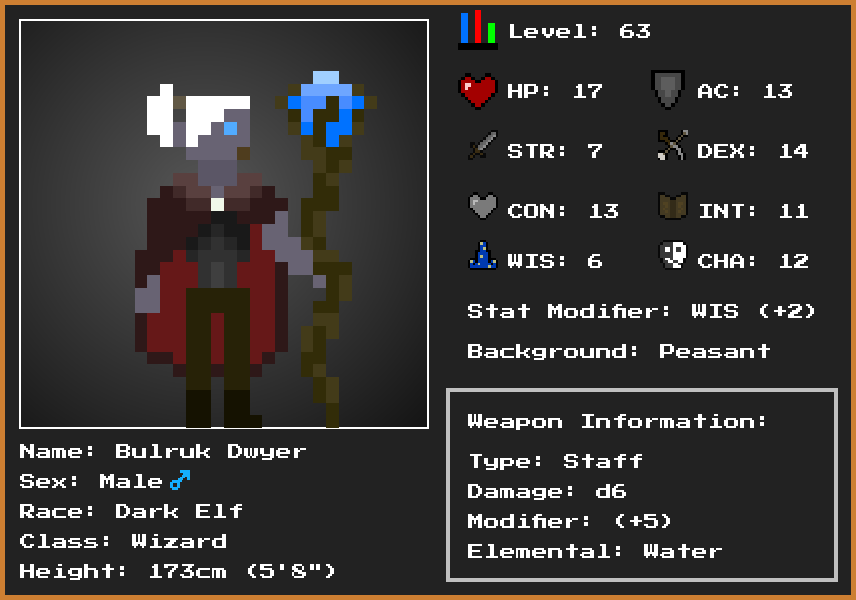 Level: 63
HP: 17
AC: 13
STR: 7
DEX: 14
CON: 13
INT: 11
WIS: 6
CHA: 12
Stat Modifier: WIS (+2)
Background: Peasant
Name: Bulruk Dwyer
Sex: Male♂
Race: Dark Elf
Class: Wizard
Height: 173cm (5'8")
Weapon Information:
Type: Staff
Damage: d6
Modifier: (+5)
Elemental: Water